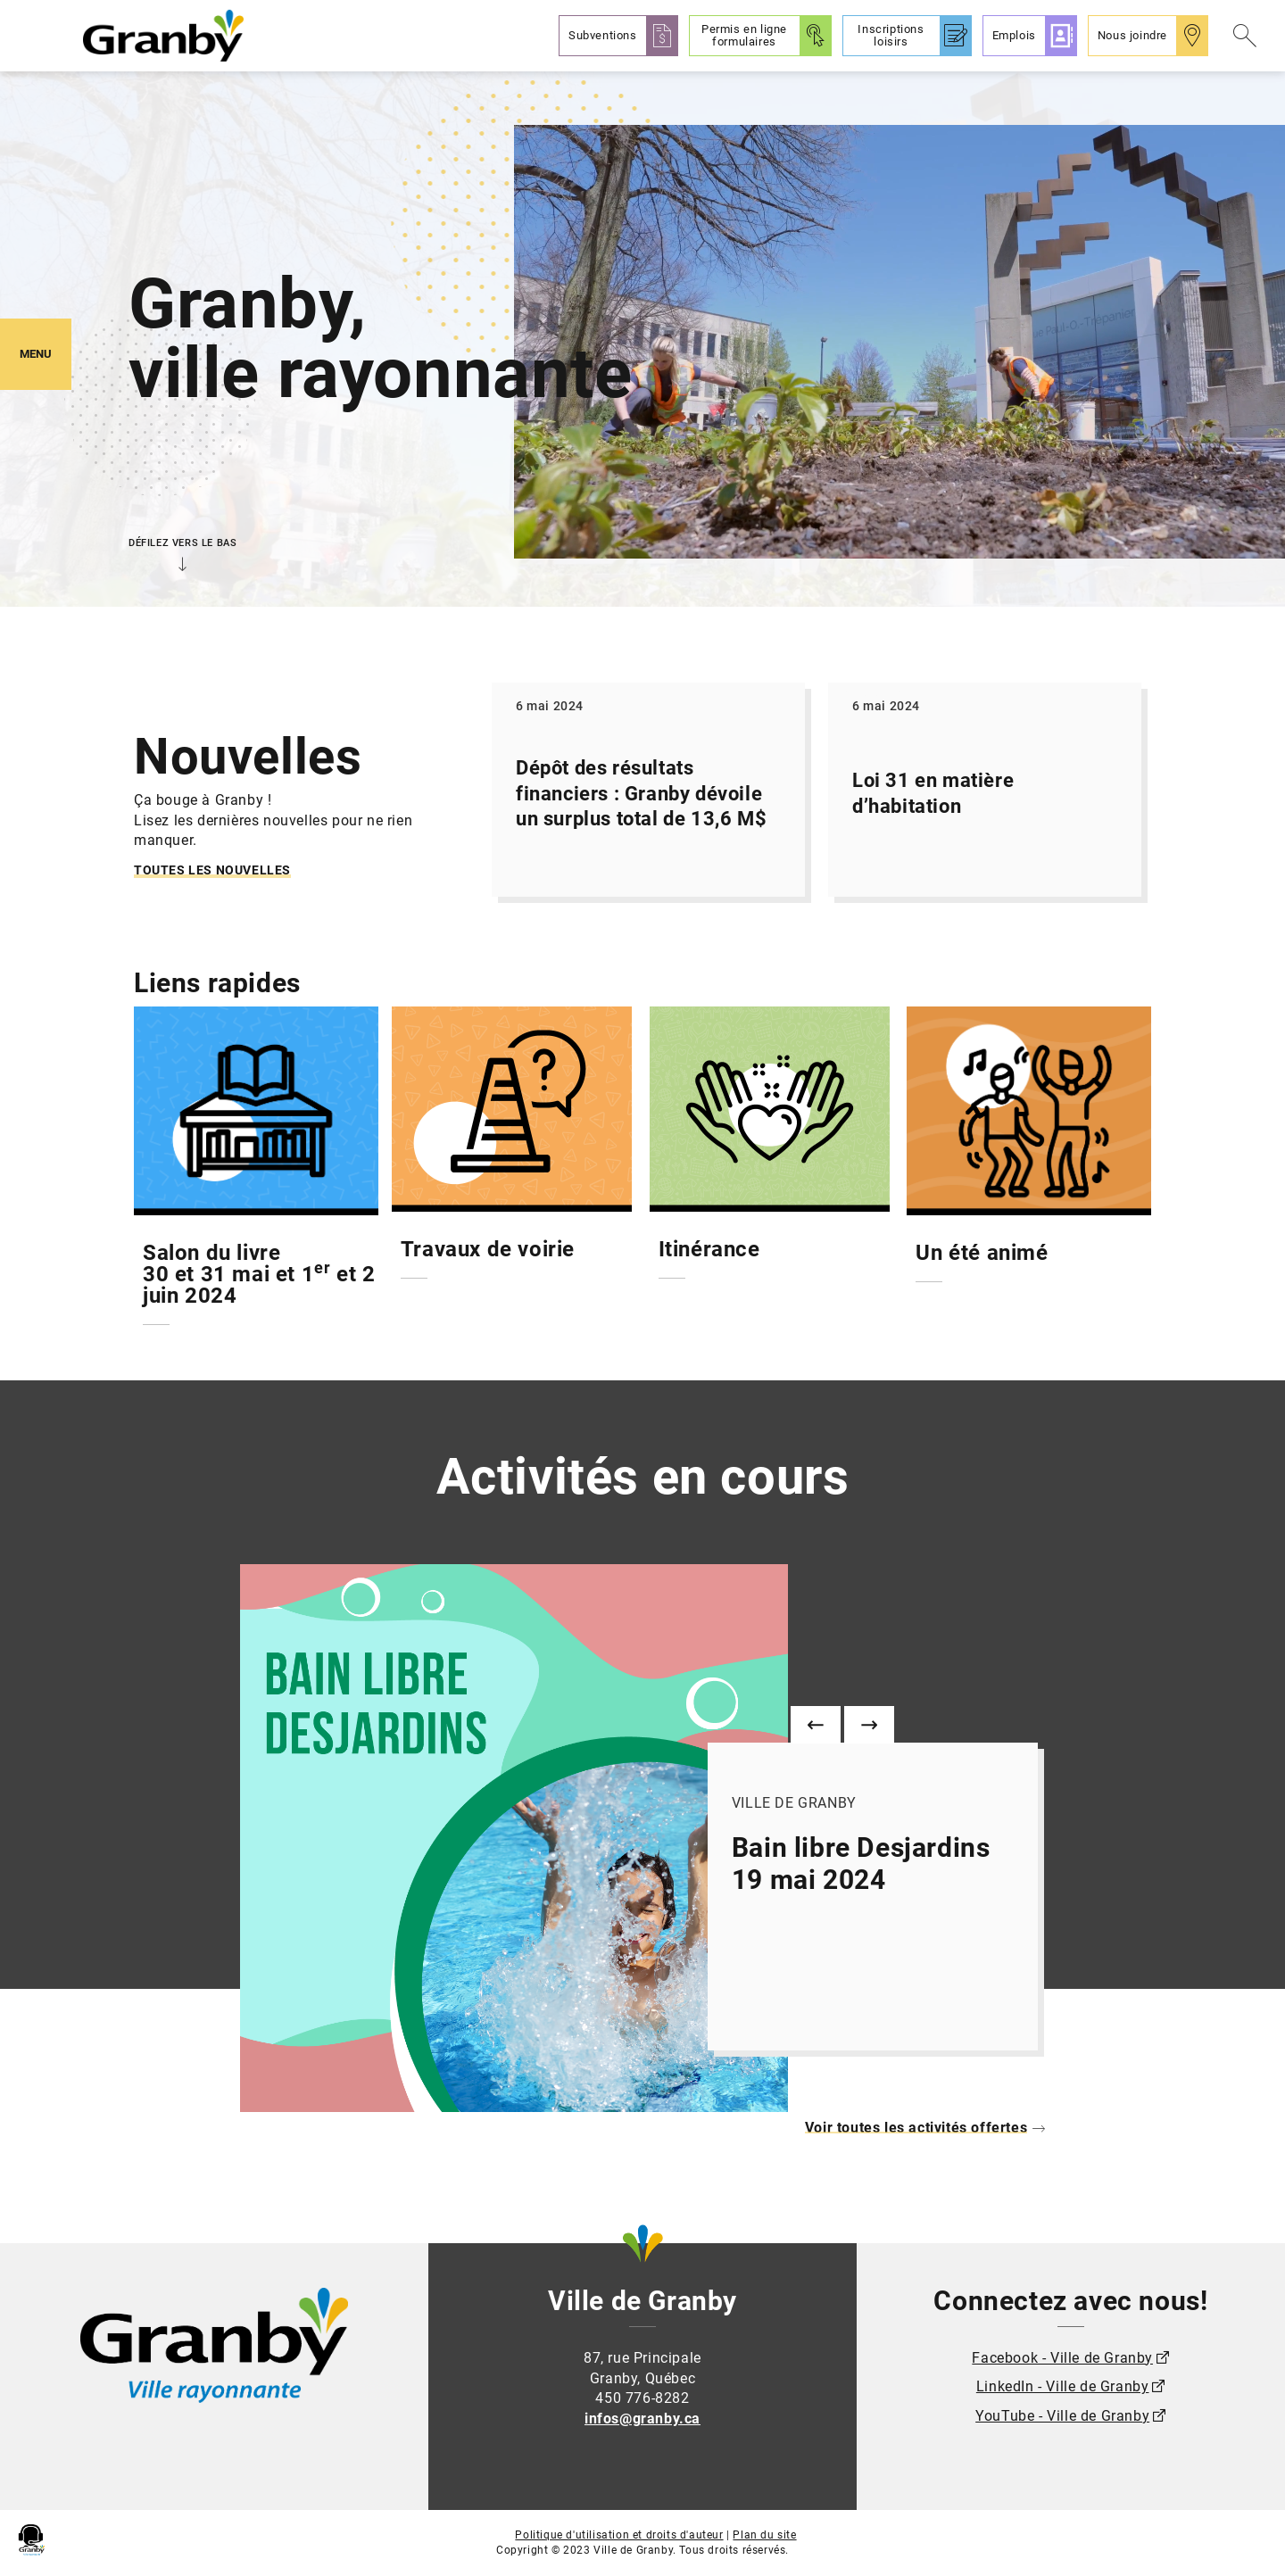 Granby
Subventions
Permis en ligne
formulaires
Inscriptions
loisirs
Emplois
Nous joindre
MENU
Granby,
ville rayonnante
DÉFILEZ VERS LE BAS
Nouvelles
Ça bouge à Granby !
Lisez les dernières nouvelles pour ne rien
manquer.
TOUTES LES NOUVELLES
6 mai 2024
Dépôt des résultats
financiers : Granby dévoile
un surplus total de 13,6 M$
6 mai 2024
Loi 31 en matière
d’habitation
Liens rapides
Salon du livre
30 et 31 mai et 1er et 2
juin 2024
Travaux de voirie
Itinérance
Un été animé
Activités en cours
BAIN LIBRE
DESJARDINS
VILLE DE GRANBY
Bain libre Desjardins
19 mai 2024
Voir toutes les activités offertes
Granby
Ville rayonnante
Ville de Granby
87, rue Principale
Granby, Québec
450 776-8282
infos@granby.ca
Connectez avec nous!
Facebook - Ville de Granby
LinkedIn - Ville de Granby
YouTube - Ville de Granby
Granby
Politique d'utilisation et droits d'auteur | Plan du site
Copyright © 2023 Ville de Granby. Tous droits réservés.